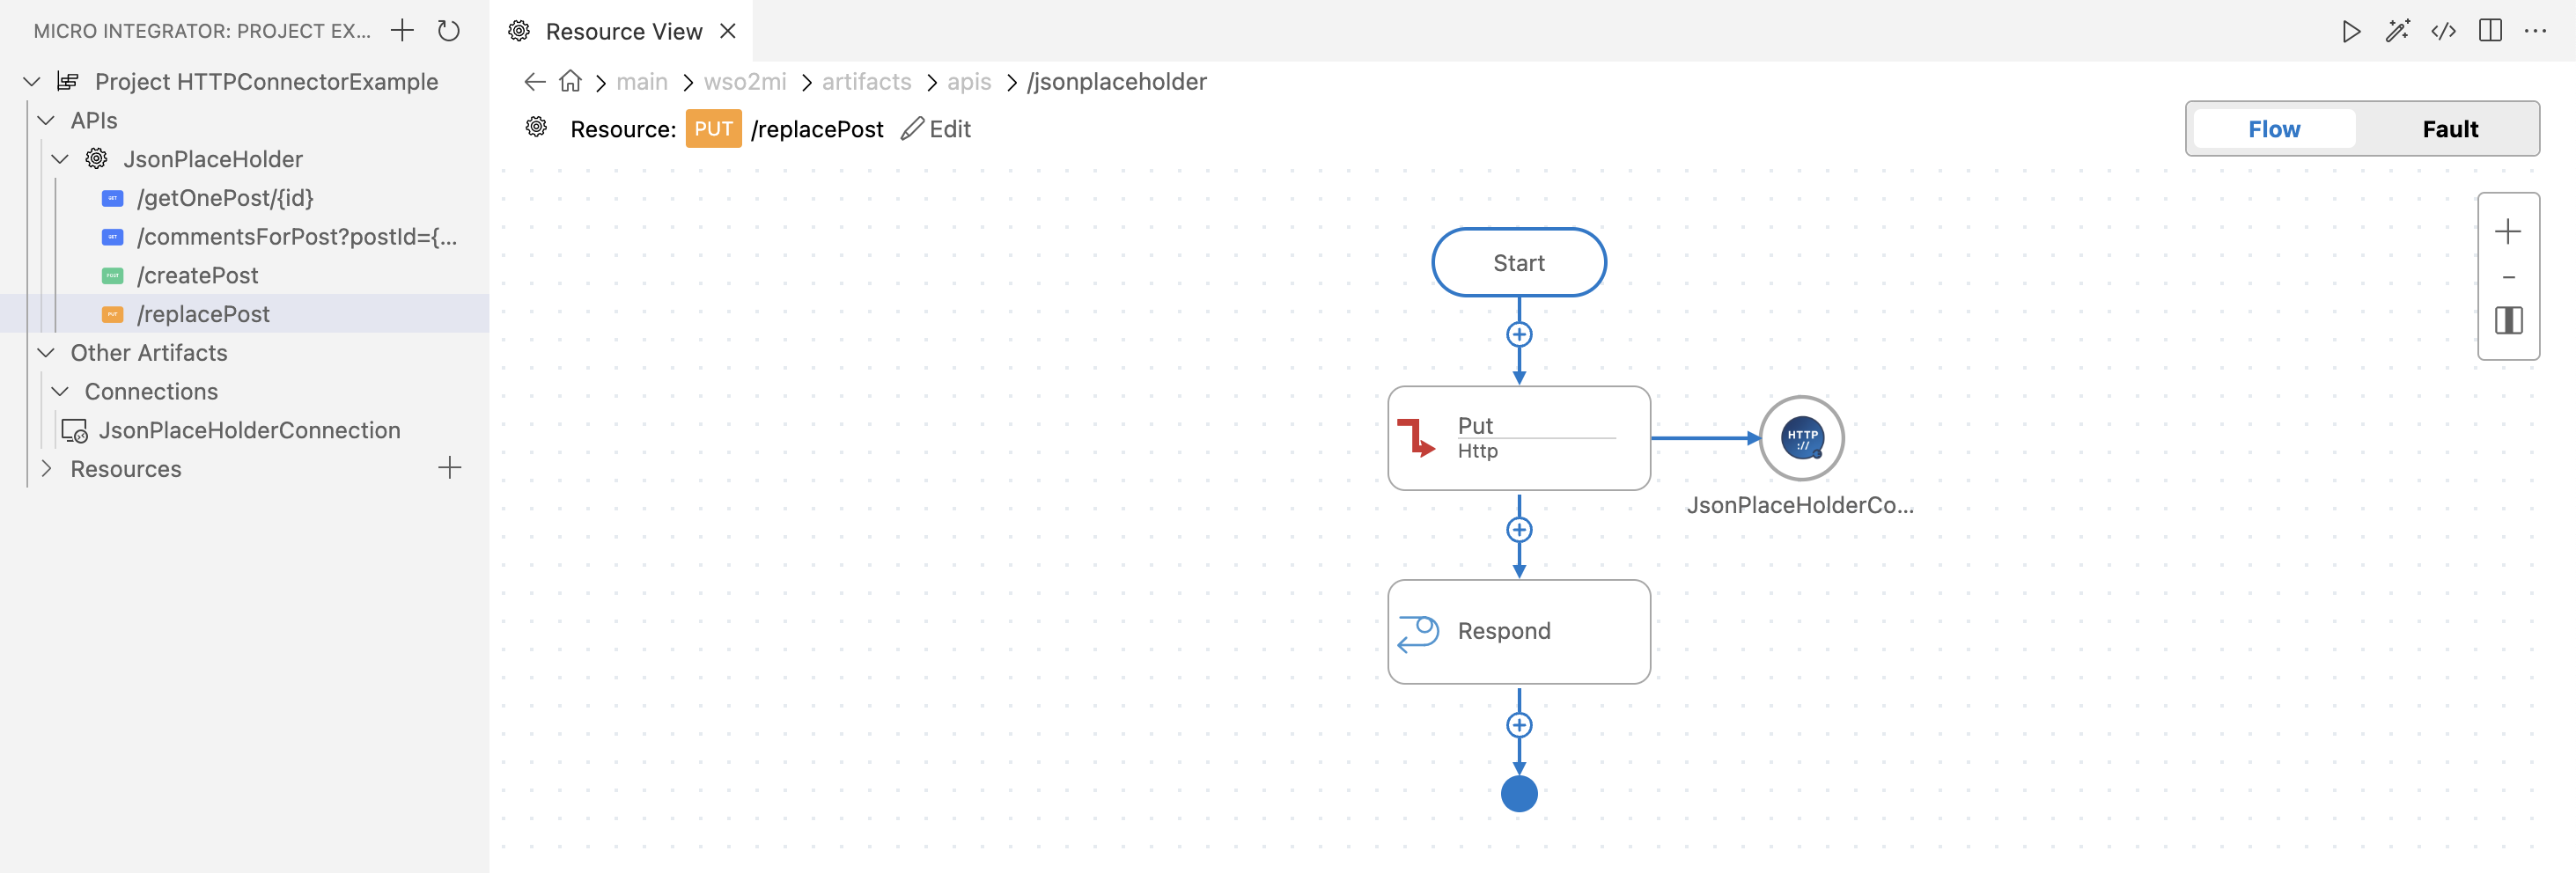 MICRO INTEGRATOR: PROJECT EX...
Project HTTPConnectorExample
APIs
JsonPlaceHolder
GET /getOnePost/{id}
GET /commentsForPost?postId={...
POST /createPost
PUT /replacePost
Other Artifacts
Connections
JsonPlaceHolderConnection
Resources
Resource View
main wso2mi artifacts apis /jsonplaceholder
Resource: PUT /replacePost Edit
Flow Fault
Start
Put
Http
HTTP
://
JsonPlaceHolderCo...
Respond